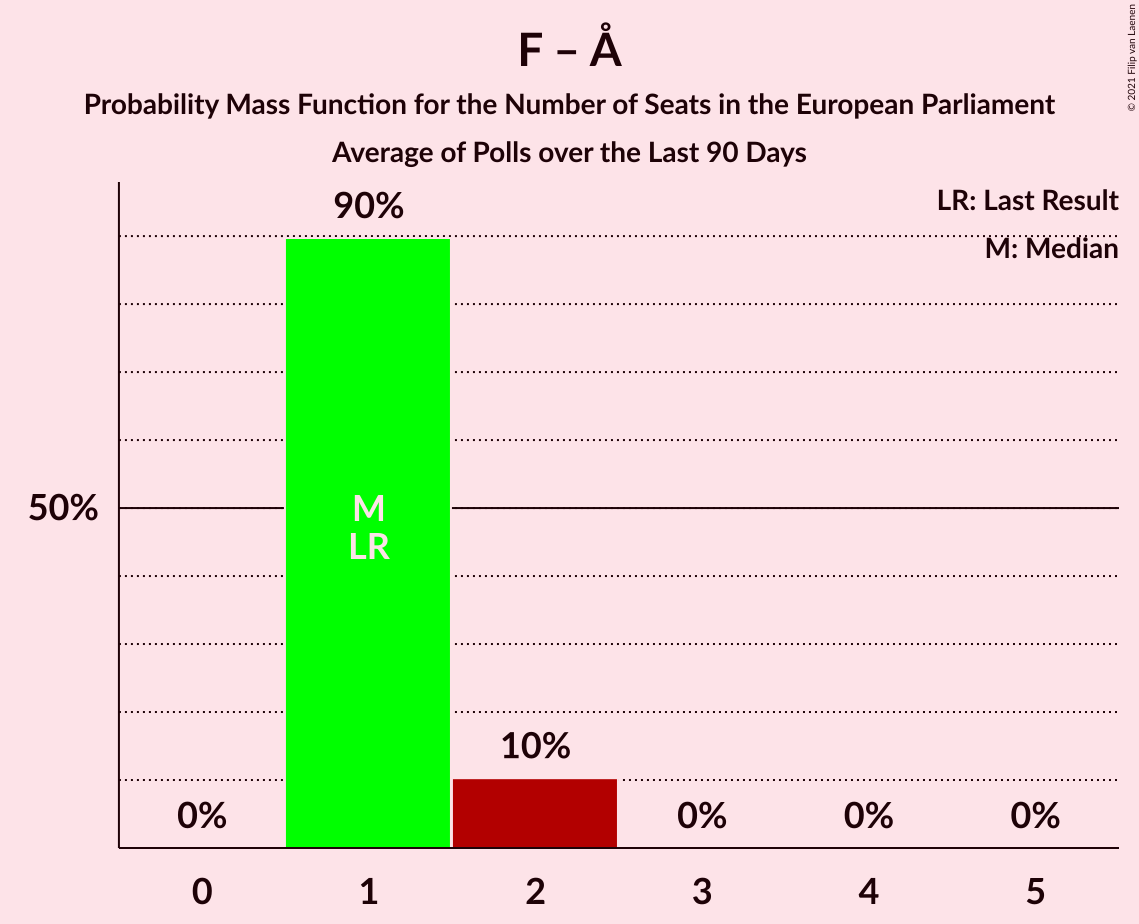 F – Å
Probability Mass Function for the Number of Seats in the European Parliament
Average of Polls over the Last 90 Days
© 2021 Filip van Laenen
LR: Last Result
M: Median
90%
50%
M
LR
10%
0%
0%
0%
0%
0
1
2
3
4
5